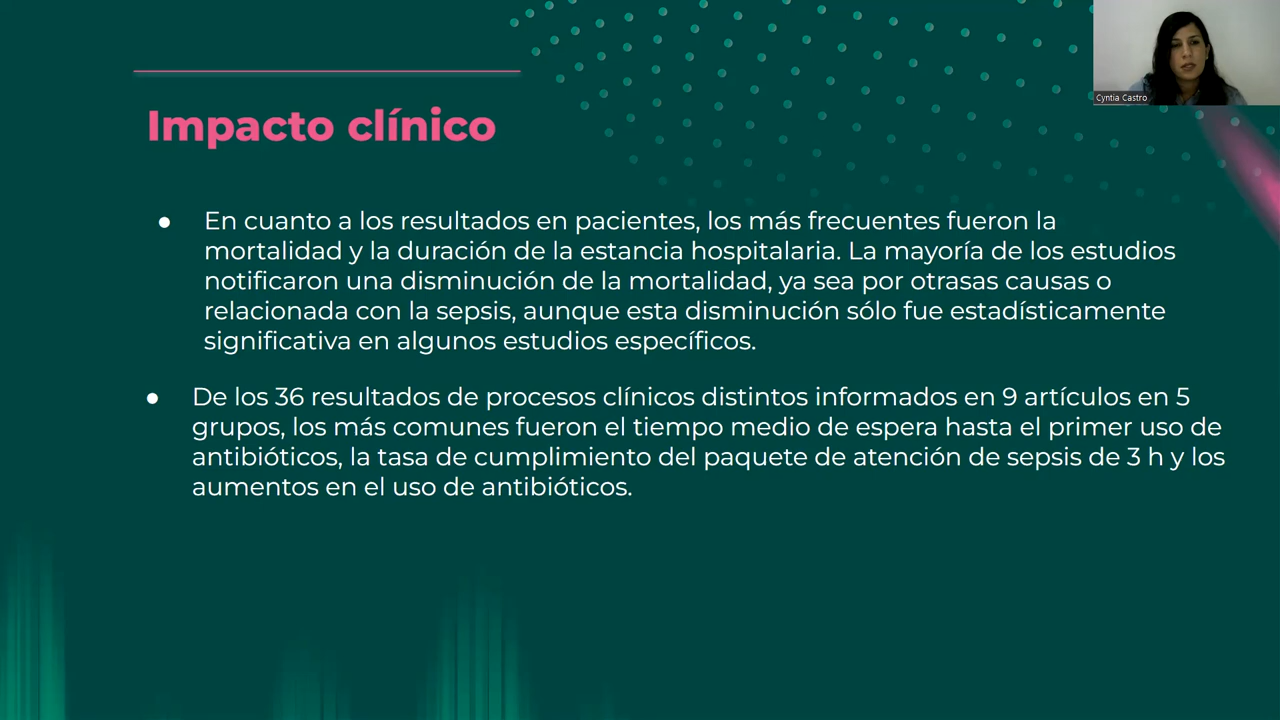 Cyntia Castro
Impacto clínico
● En cuanto a los resultados en pacientes, los más frecuentes fueron la
mortalidad y la duración de la estancia hospitalaria. La mayoría de los estudios
notificaron una disminución de la mortalidad, ya sea por otrasas causas o
relacionada con la sepsis, aunque esta disminución sólo fue estadísticamente
significativa en algunos estudios específicos.
● De los 36 resultados de procesos clínicos distintos informados en 9 artículos en 5
grupos, los más comunes fueron el tiempo medio de espera hasta el primer uso de
antibióticos, la tasa de cumplimiento del paquete de atención de sepsis de 3 h y los
aumentos en el uso de antibióticos.